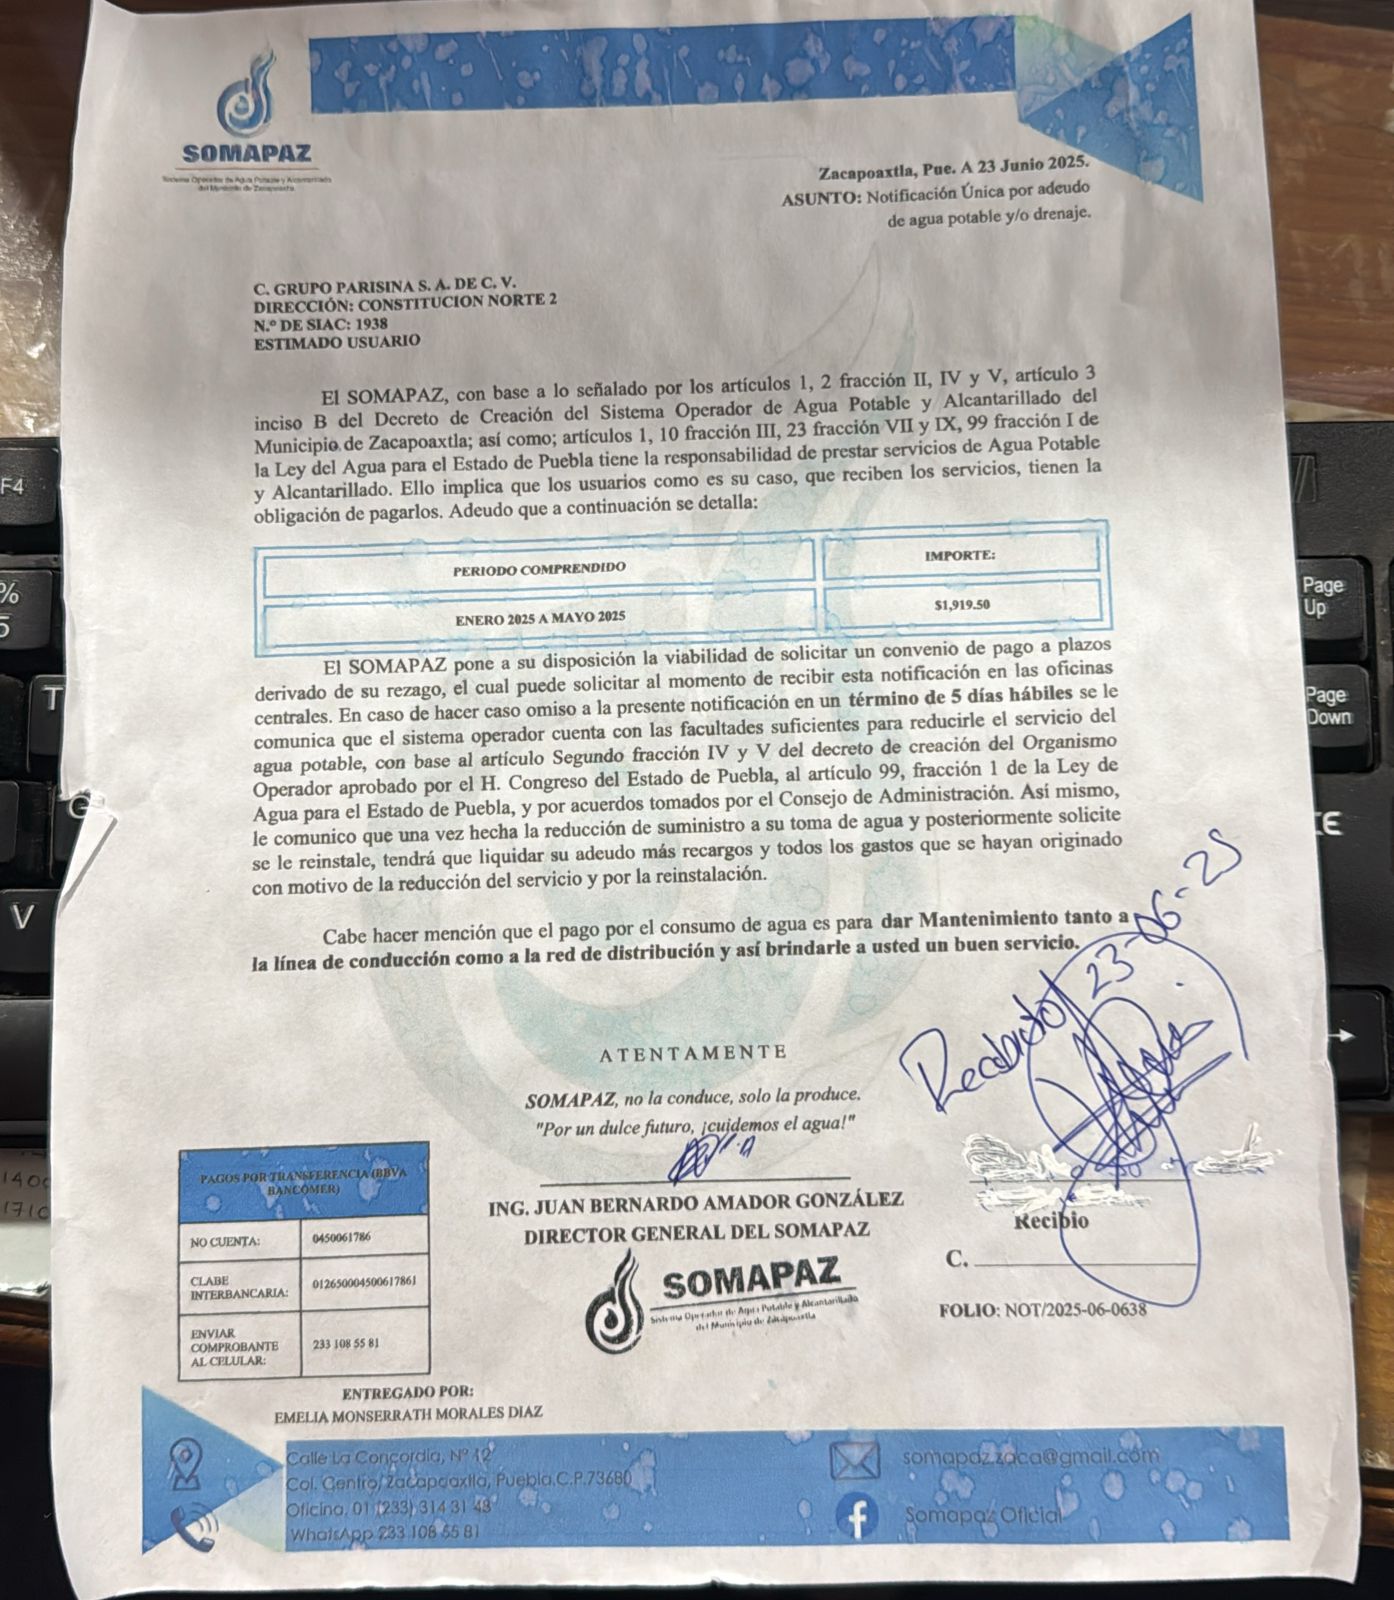 SOMAPAZ
Sistema Operador de Agua Potable y Alcantarillado
del Municipio de Zacapoaxtla
Zacapoaxtla, Pue. A 23 Junio 2025.
ASUNTO: Notificación Única por adeudo
de agua potable y/o drenaje.
C. GRUPO PARISINA S. A. DE C. V.
DIRECCIÓN: CONSTITUCION NORTE 2
N.º DE SIAC: 1938
ESTIMADO USUARIO
El SOMAPAZ, con base a lo señalado por los artículos 1, 2 fracción II, IV y V, artículo 3
inciso B del Decreto de Creación del Sistema Operador de Agua Potable y Alcantarillado del
Municipio de Zacapoaxtla; así como; artículos 1, 10 fracción III, 23 fracción VII y IX, 99 fracción I de
la Ley del Agua para el Estado de Puebla tiene la responsabilidad de prestar servicios de Agua Potable
y Alcantarillado. Ello implica que los usuarios como es su caso, que reciben los servicios, tienen la
obligación de pagarlos. Adeudo que a continuación se detalla:
PERIODO COMPRENDIDO IMPORTE:
ENERO 2025 A MAYO 2025 $1,919.50
El SOMAPAZ pone a su disposición la viabilidad de solicitar un convenio de pago a plazos
derivado de su rezago, el cual puede solicitar al momento de recibir esta notificación en las oficinas
centrales. En caso de hacer caso omiso a la presente notificación en un término de 5 días hábiles se le
comunica que el sistema operador cuenta con las facultades suficientes para reducirle el servicio del
agua potable, con base al artículo Segundo fracción IV y V del decreto de creación del Organismo
Operador aprobado por el H. Congreso del Estado de Puebla, al artículo 99, fracción 1 de la Ley de
Agua para el Estado de Puebla, y por acuerdos tomados por el Consejo de Administración. Así mismo,
le comunico que una vez hecha la reducción de suministro a su toma de agua y posteriormente solicite
se le reinstale, tendrá que liquidar su adeudo más recargos y todos los gastos que se hayan originado
con motivo de la reducción del servicio y por la reinstalación.
Cabe hacer mención que el pago por el consumo de agua es para dar Mantenimiento tanto a
la línea de conducción como a la red de distribución y así brindarle a usted un buen servicio.
Recibido 23-06-25
ATENTAMENTE
SOMAPAZ, no la conduce, solo la produce.
"Por un dulce futuro, ¡cuidemos el agua!"
ING. JUAN BERNARDO AMADOR GONZÁLEZ
DIRECTOR GENERAL DEL SOMAPAZ
SOMAPAZ
Sistema Operador de Agua Potable y Alcantarillado
del Municipio de Zacapoaxtla
Recibio
C.
FOLIO: NOT/2025-06-0638
PAGOS POR TRANSFERENCIA (BBVA
BANCOMER)
NO CUENTA: 0450061786
CLABE
INTERBANCARIA: 012650004500617861
ENVIAR
COMPROBANTE
AL CELULAR: 233 108 55 81
ENTREGADO POR:
EMELIA MONSERRATH MORALES DIAZ
Calle La Concordia, Nº 12
Col. Centro, Zacapoaxtla, Puebla.C.P.73680
Oficina. 01 (233) 314 31 48
WhatsApp 233 108 55 81
somapaz.zaca@gmail.com
Somapaz Oficial
F4
%
5
T
G
V
Page
Up
Page
Down